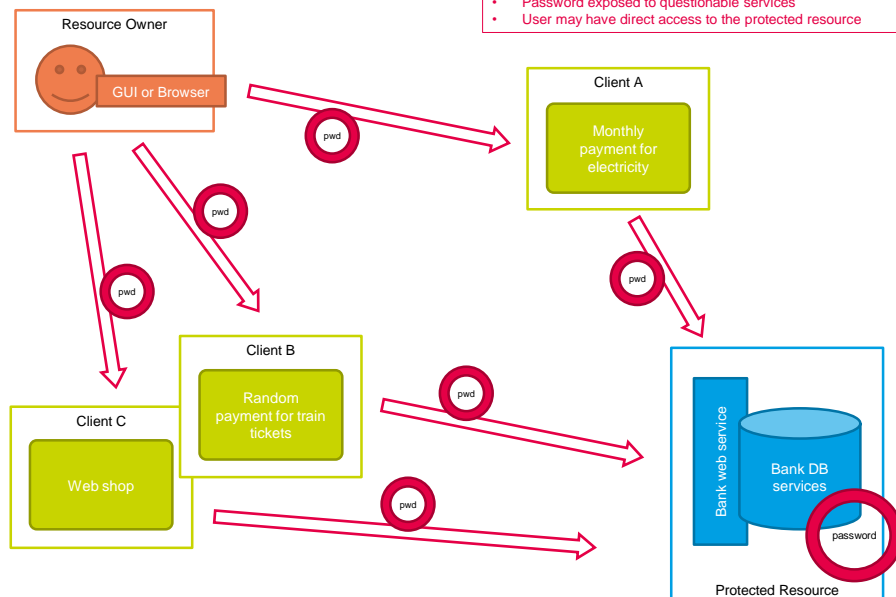 • Password exposed to questionable services
• User may have direct access to the protected resource
Resource Owner
GUI or Browser
Client A
Monthly
payment for
electricity
pwd
pwd
pwd
pwd
Client B
Random
payment for train
tickets
pwd
Client C
Web shop
pwd
Bank web service
Bank DB
services
password
Protected Resource